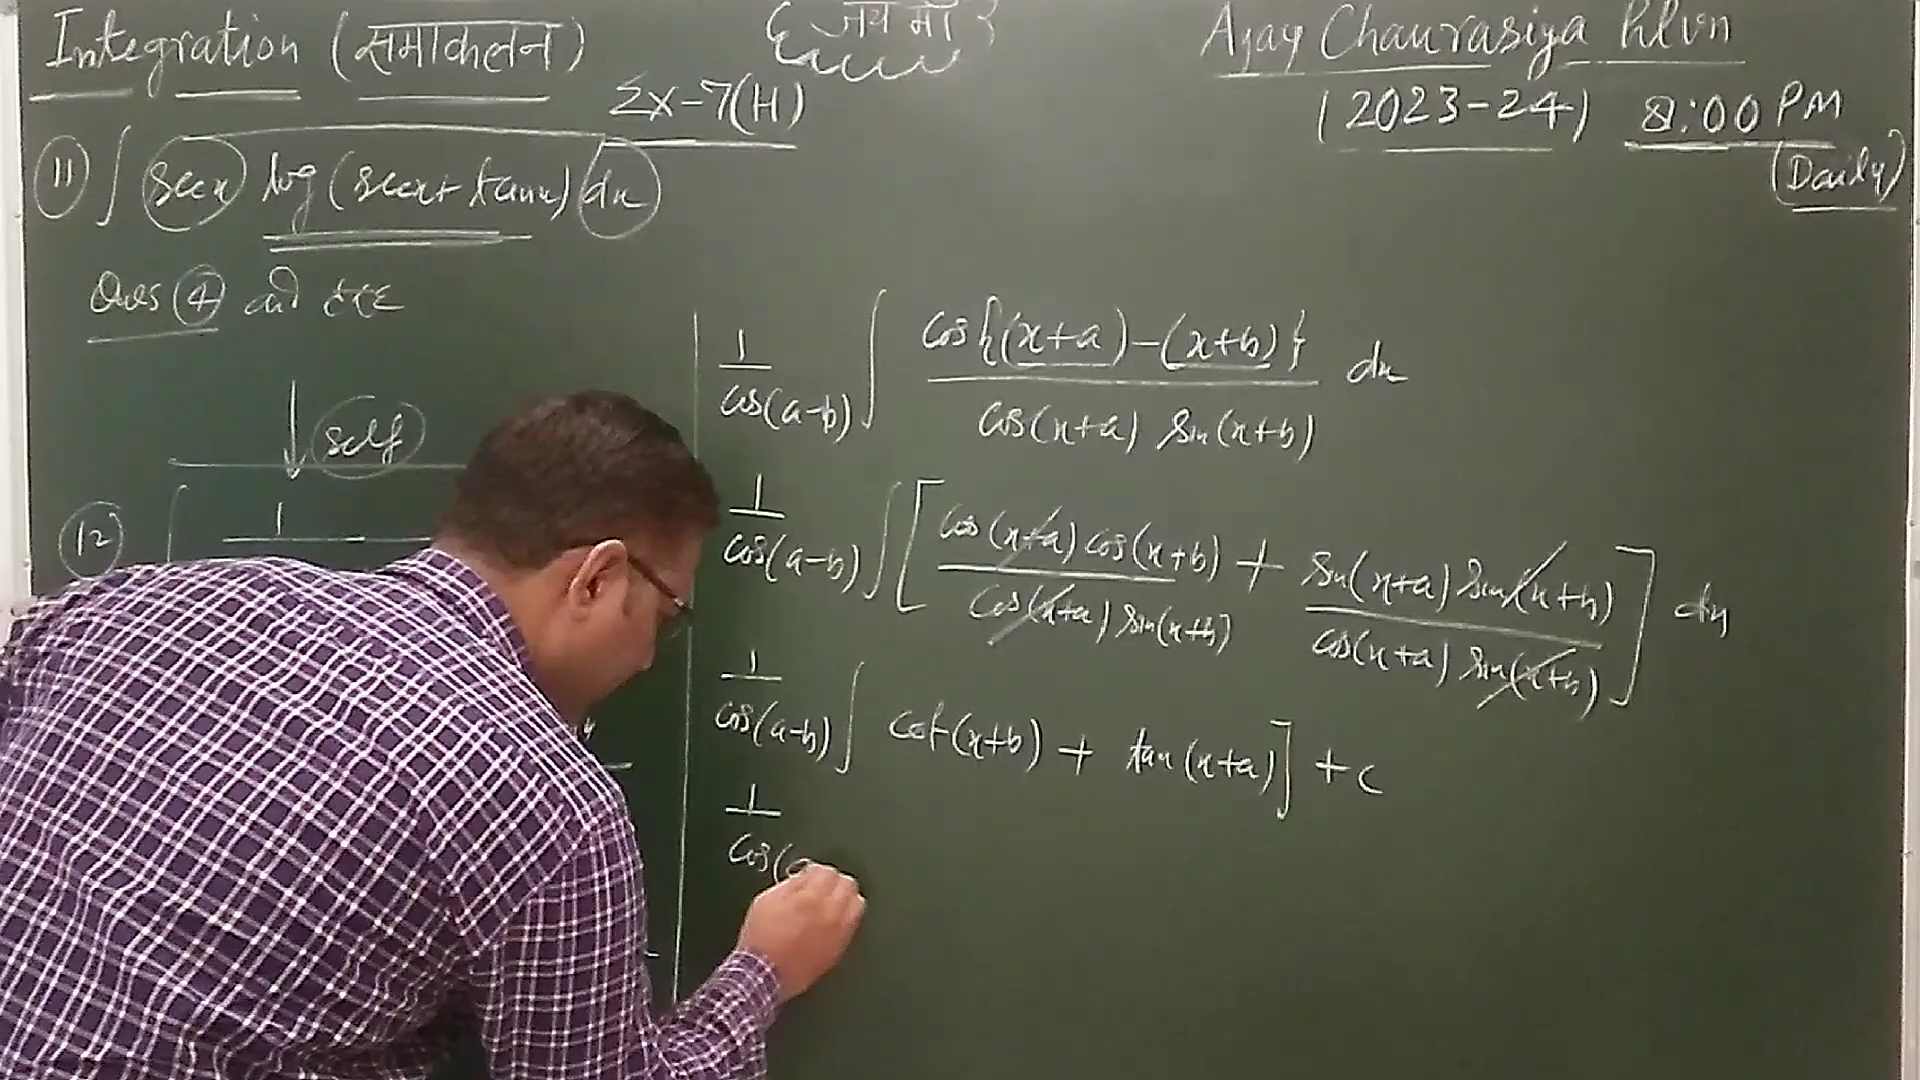 Integration (समाकलन)
{जय माँ}
Ajay Chaurasiya
Ex-7(H)
(2023-24) 8:00 PM
(Daily)
11) ∫ secx log(secx + tanx) dx
Ques 4 and
self
12) ∫ 1
1/cos(a-b) ∫ cos{(x+a)-(x+b)} / cos(x+a) sin(x+b) dx
1/cos(a-b) ∫ [cos(x+a) cos(x+b) / cos(x+a) sin(x+b) + sin(x+a) sin(x+b) / cos(x+a) sin(x+b)] dx
1/cos(a-b) ∫ cot(x+b) + tan(x+a)] + c
1/cos(